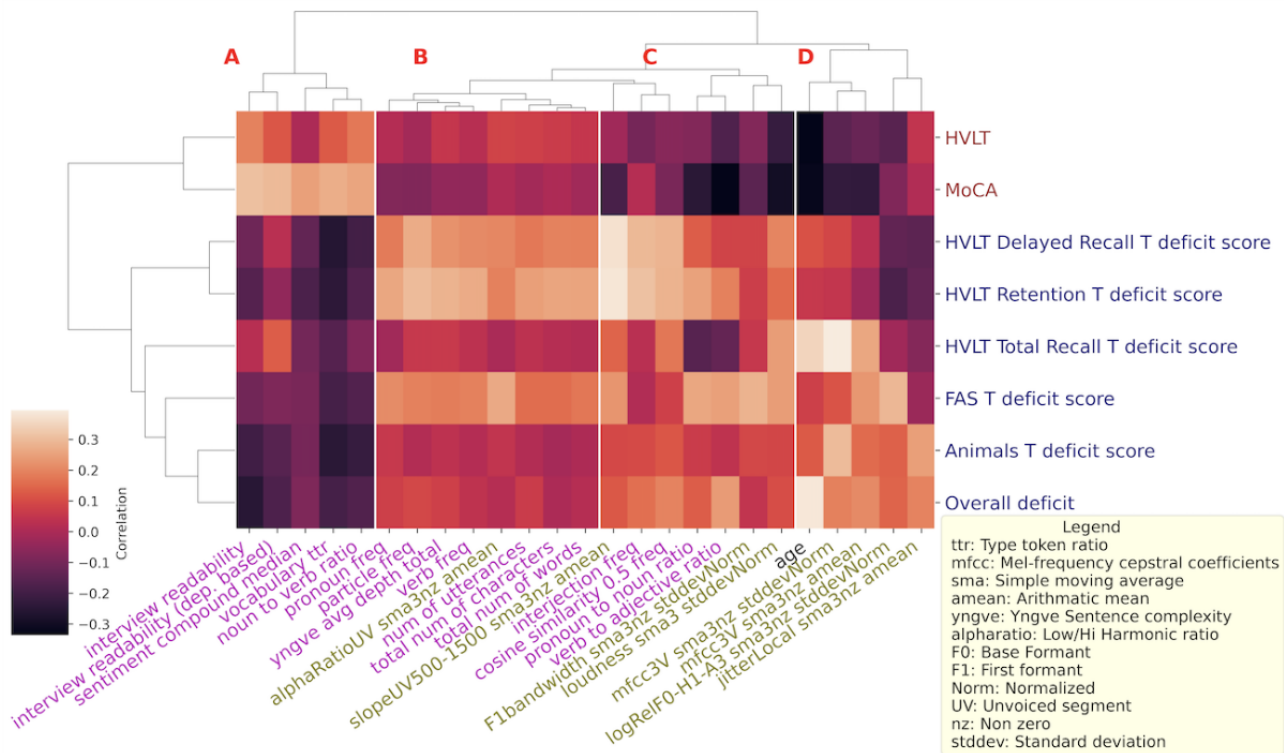 A
B
C
D
HVLT
MoCA
HVLT Delayed Recall T deficit score
HVLT Retention T deficit score
HVLT Total Recall T deficit score
FAS T deficit score
Animals T deficit score
Overall deficit
0.3
0.2
0.1
0.0
−0.1
−0.2
−0.3
Correlation
interview readability
interview readability (dep. based)
sentiment compound median
vocabulary ttr
noun to verb ratio
pronoun freq
particle freq
yngve avg depth total
verb freq
alphaRatioUV sma3nz amean
num of utterances
total num of characters
total num of words
slopeUV500-1500 sma3nz amean
interjection freq
cosine similarity 0.5 freq
pronoun to noun ratio
verb to adjective ratio
F1bandwidth sma3nz stddevNorm
loudness sma3 stddevNorm
age
mfcc3V sma3nz stddevNorm
mfcc3V sma3nz amean
logRelF0-H1-A3 sma3nz stddevNorm
jitterLocal sma3nz amean
Legend
ttr: Type token ratio
mfcc: Mel-frequency cepstral coefficients
sma: Simple moving average
amean: Arithmetic mean
yngve: Yngve Sentence complexity
alpharatio: Low/Hi Harmonic ratio
F0: Base Formant
F1: First formant
Norm: Normalized
UV: Unvoiced segment
nz: Non zero
stddev: Standard deviation